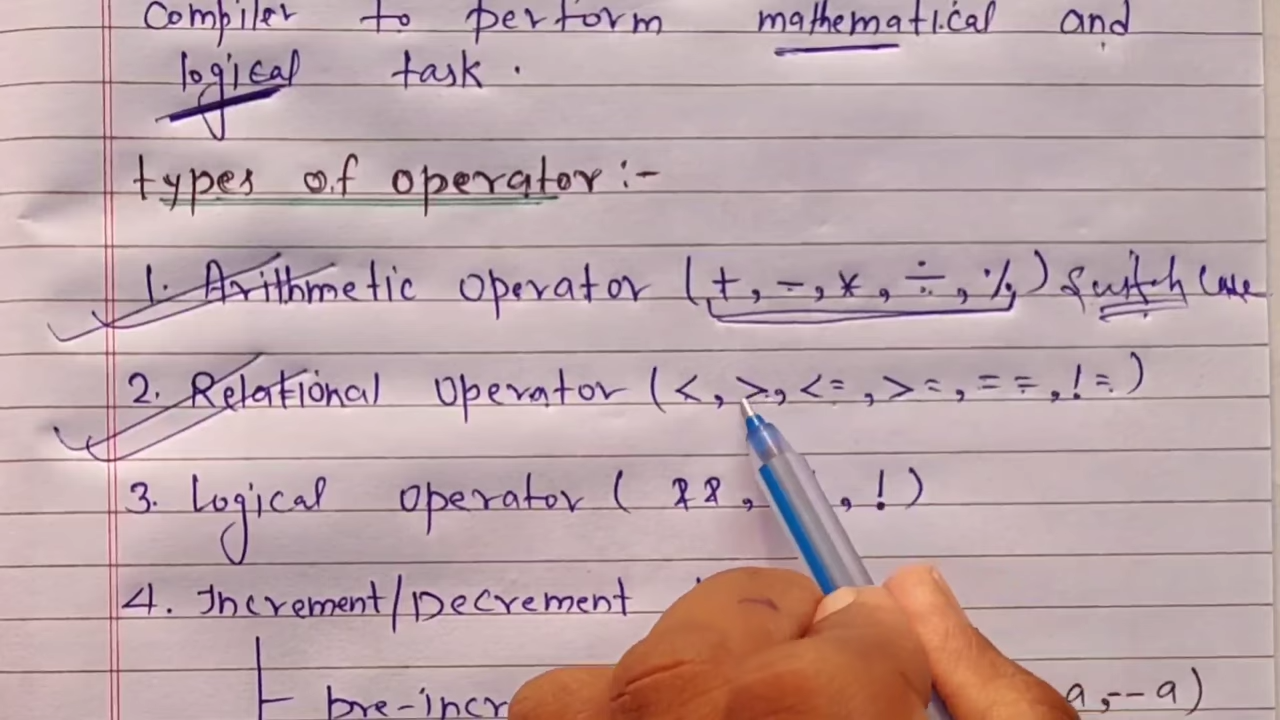 Compiler to perform mathematical and
logical task.
types of operator :-
1. Arithmetic operator (+, -, *, ÷, %) Switch Case
2. Relational operator (<, >, <=, >=, ==, !=)
3. Logical operator ( &&, , !)
4. Increment/Decrement
pre-incr a, --a)